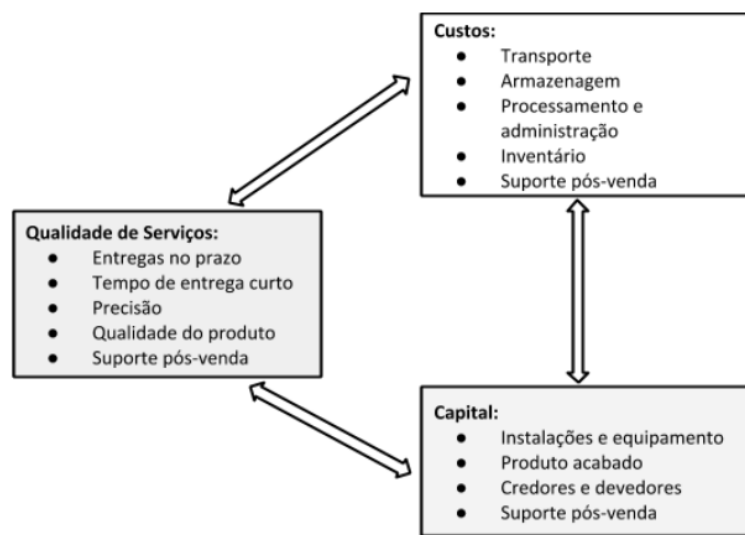 Custos:
● Transporte
● Armazenagem
● Processamento e
administração
● Inventário
● Suporte pós-venda
Qualidade de Serviços:
● Entregas no prazo
● Tempo de entrega curto
● Precisão
● Qualidade do produto
● Suporte pós-venda
Capital:
● Instalações e equipamento
● Produto acabado
● Credores e devedores
● Suporte pós-venda